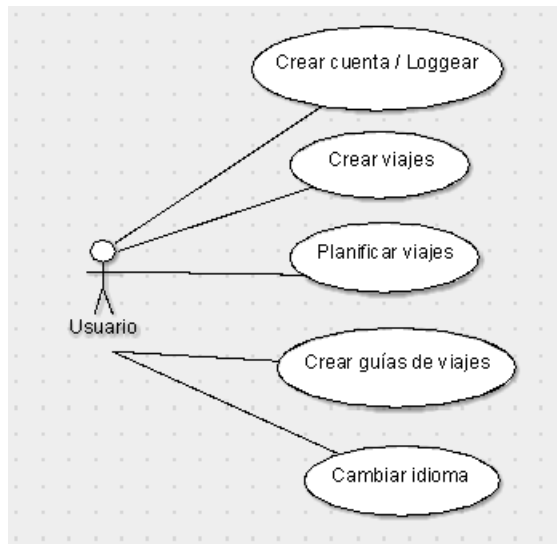 Crear cuenta / Loggear
Crear viajes
Planificar viajes
Usuario
Crear guías de viajes
Cambiar idioma